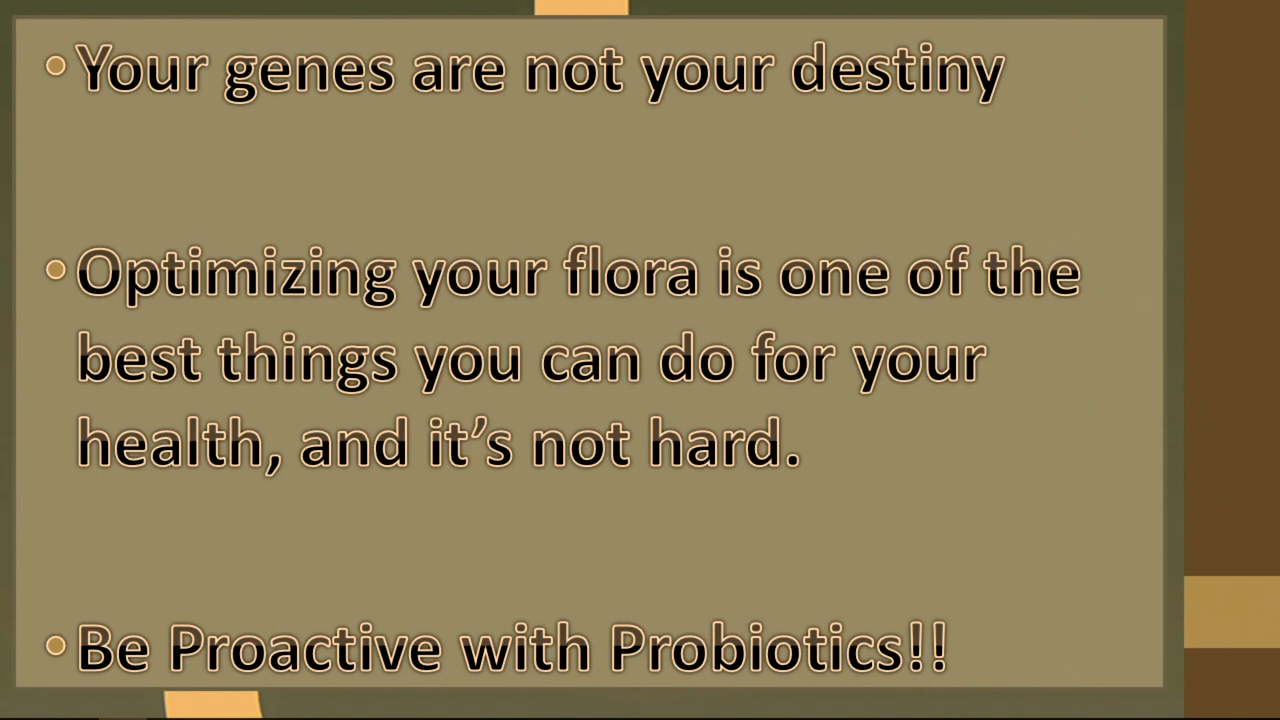 • Your genes are not your destiny
• Optimizing your flora is one of the
best things you can do for your
health, and it’s not hard.
• Be Proactive with Probiotics!!